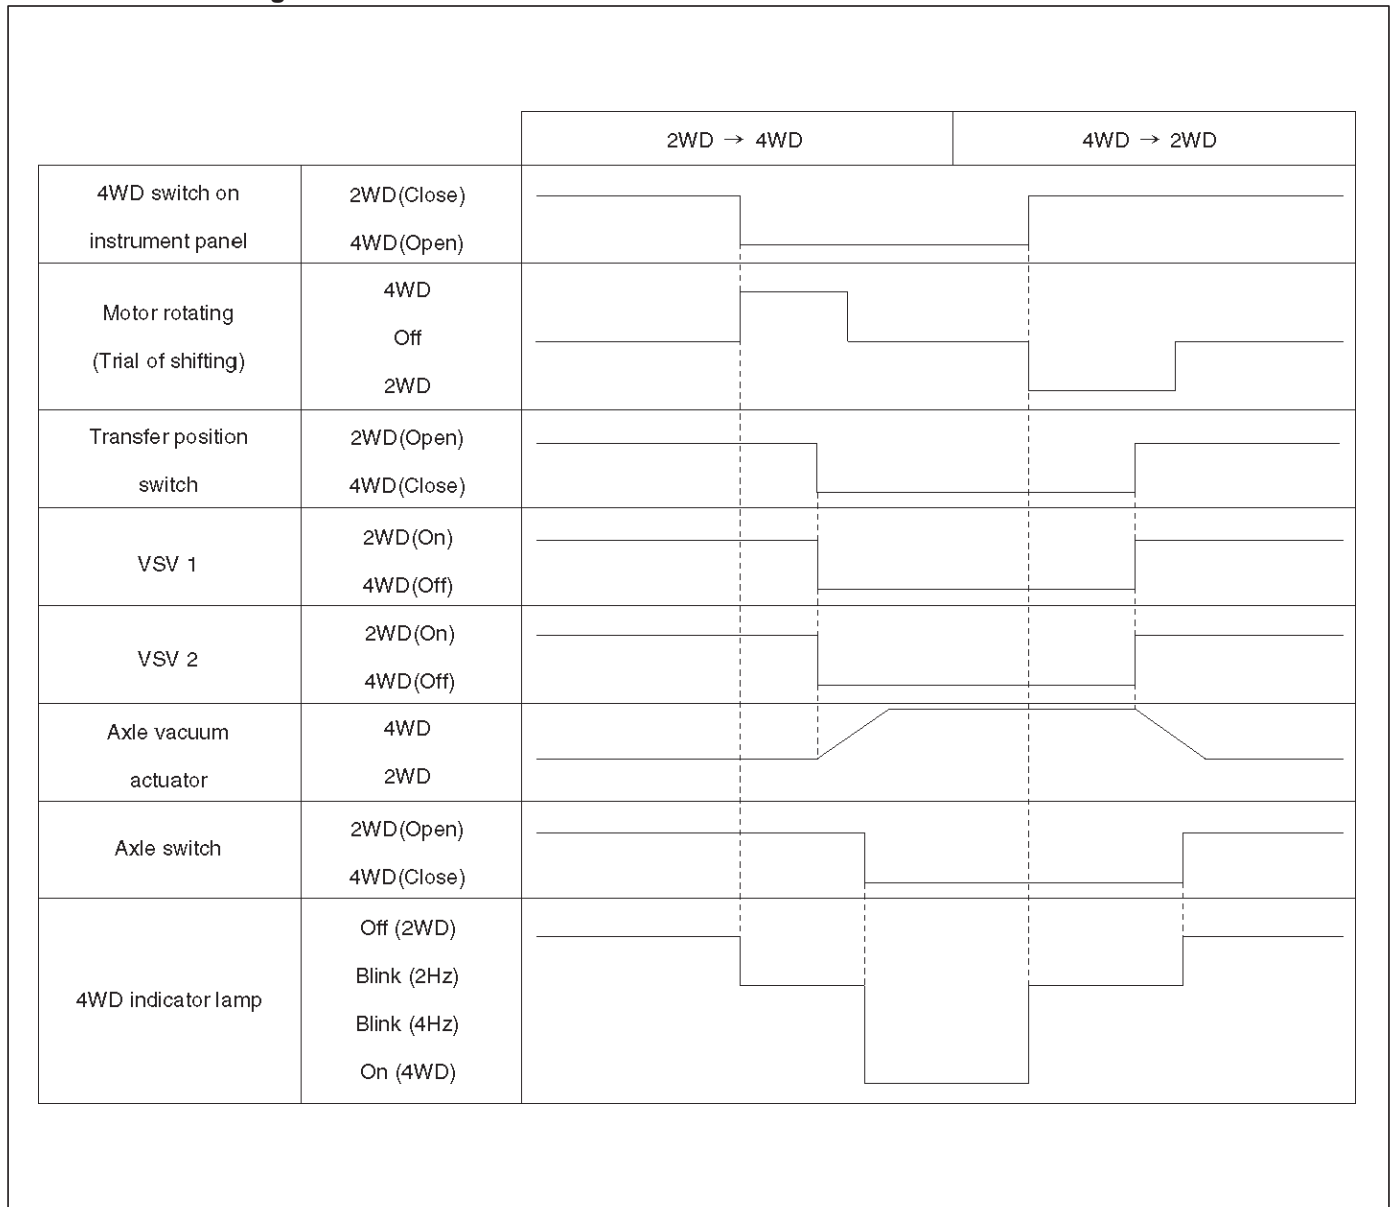 2WD → 4WD
4WD → 2WD
4WD switch on
instrument panel
2WD(Close)
4WD(Open)
Motor rotating
(Trial of shifting)
4WD
Off
2WD
Transfer position
switch
2WD(Open)
4WD(Close)
VSV 1
2WD(On)
4WD(Off)
VSV 2
2WD(On)
4WD(Off)
Axle vacuum
actuator
4WD
2WD
Axle switch
2WD(Open)
4WD(Close)
4WD indicator lamp
Off (2WD)
Blink (2Hz)
Blink (4Hz)
On (4WD)